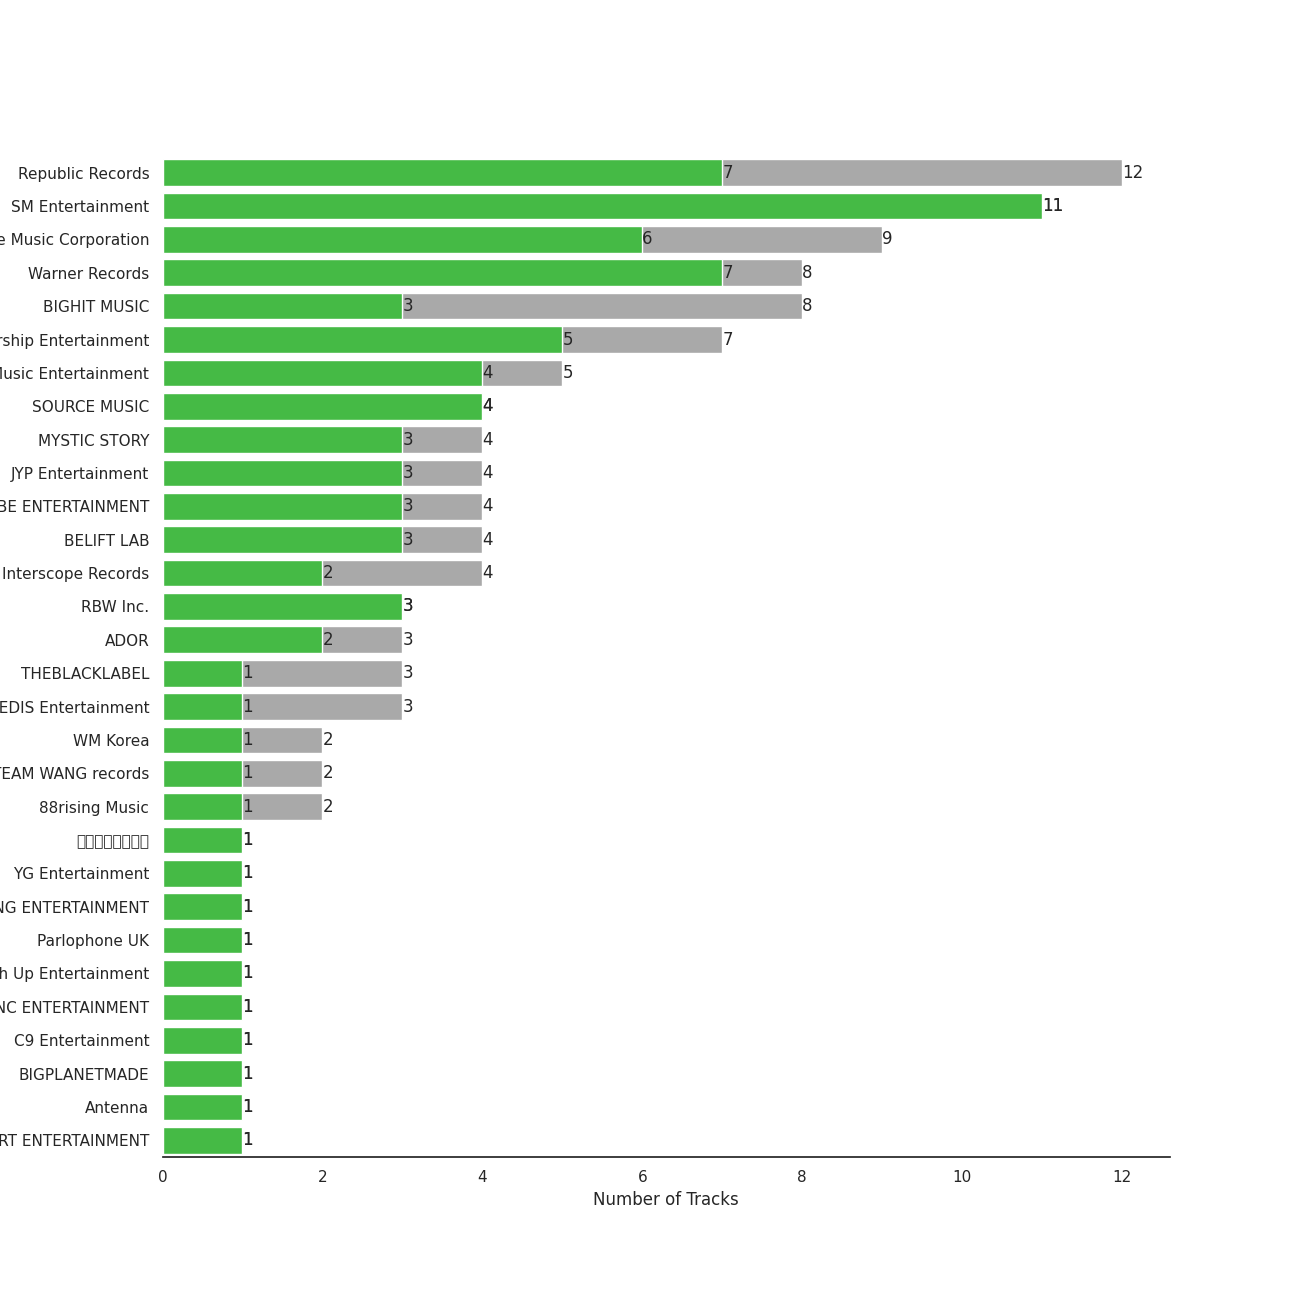 Republic Records 7 12
SM Entertainment 11
e Music Corporation 6 9
Warner Records 7 8
BIGHIT MUSIC 3 8
rship Entertainment 5 7
Music Entertainment 4 5
SOURCE MUSIC 4
MYSTIC STORY 3 4
JYP Entertainment 3 4
BE ENTERTAINMENT 3 4
BELIFT LAB 3 4
Interscope Records 2 4
RBW Inc. 3
ADOR 2 3
THEBLACKLABEL 1 3
EDIS Entertainment 1 3
WM Korea 1 2
TEAM WANG records 1 2
88rising Music 1 2
1
YG Entertainment 1
NG ENTERTAINMENT 1
Parlophone UK 1
h Up Entertainment 1
NC ENTERTAINMENT 1
C9 Entertainment 1
BIGPLANETMADE 1
Antenna 1
RT ENTERTAINMENT 1
0 2 4 6 8 10 12
Number of Tracks